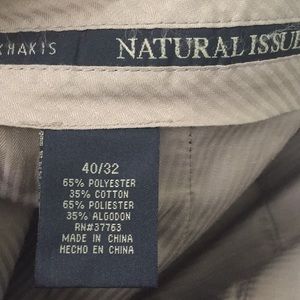 KHAKIS NATURAL ISSUE
40/32
65% POLYESTER
35% COTTON
65% POLIESTER
35% ALGODON
RN#37763
MADE IN CHINA
HECHO EN CHINA